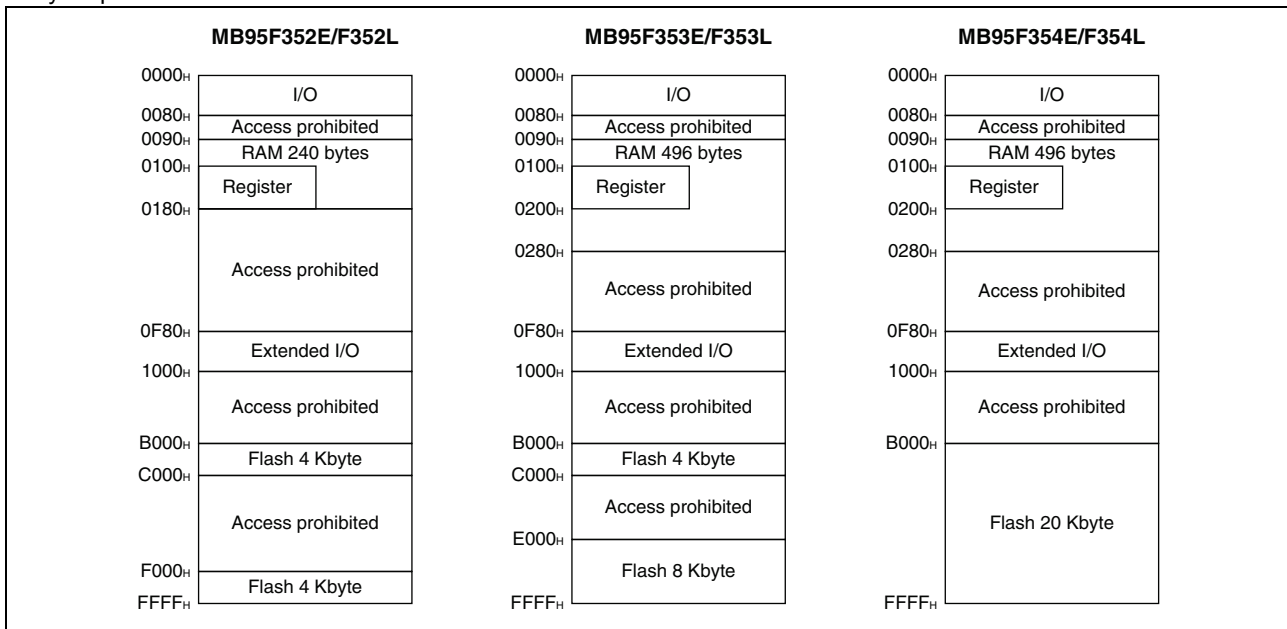 MB95F352E/F352L
0000H
I/O
0080H
Access prohibited
0090H
RAM 240 bytes
0100H
Register
0180H
Access prohibited
0F80H
Extended I/O
1000H
Access prohibited
B000H
Flash 4 Kbyte
C000H
Access prohibited
F000H
Flash 4 Kbyte
FFFFH
MB95F353E/F353L
0000H
I/O
0080H
Access prohibited
0090H
RAM 496 bytes
0100H
Register
0200H
0280H
Access prohibited
0F80H
Extended I/O
1000H
Access prohibited
B000H
Flash 4 Kbyte
C000H
Access prohibited
E000H
Flash 8 Kbyte
FFFFH
MB95F354E/F354L
0000H
I/O
0080H
Access prohibited
0090H
RAM 496 bytes
0100H
Register
0200H
0280H
Access prohibited
0F80H
Extended I/O
1000H
Access prohibited
B000H
Flash 20 Kbyte
FFFFH